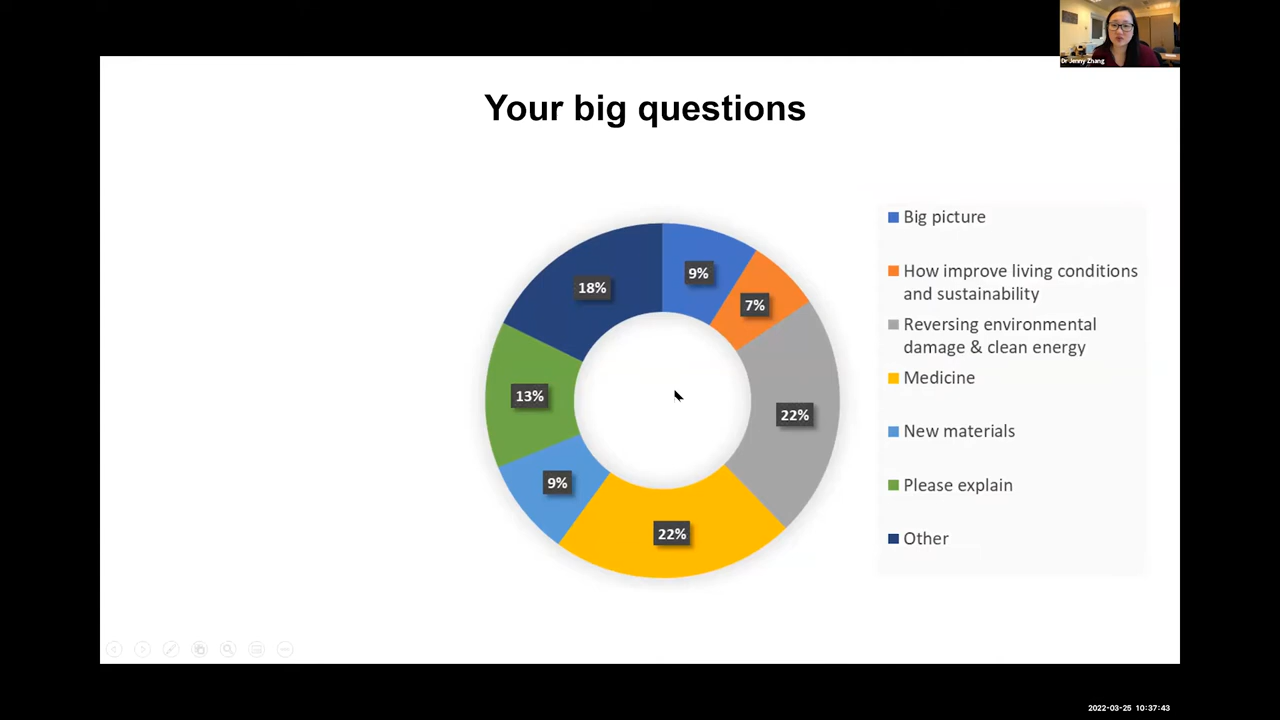 Dr Jenny Zhang
Your big questions
9%
7%
22%
22%
9%
13%
18%
Big picture
How improve living conditions
and sustainability
Reversing environmental
damage & clean energy
Medicine
New materials
Please explain
Other
2022-03-25 10:37:43